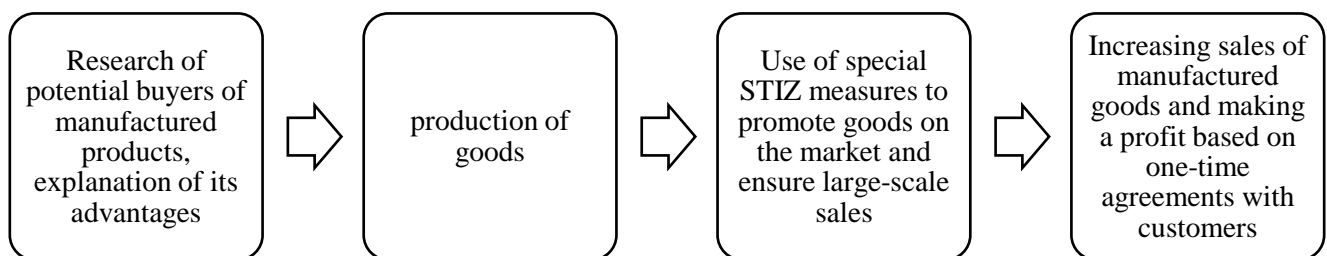 Research of
potential buyers of
manufactured
products,
explanation of its
advantages
production of
goods
Use of special
STIZ measures to
promote goods on
the market and
ensure large-scale
sales
Increasing sales of
manufactured
goods and making
a profit based on
one-time
agreements with
customers